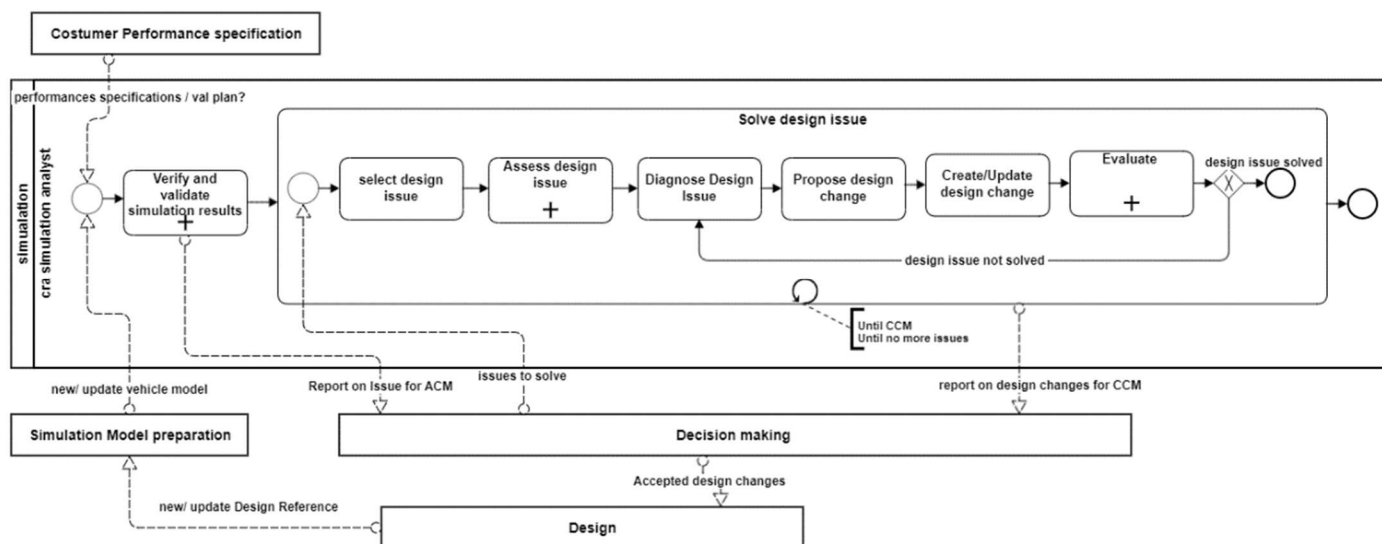 Costumer Performance specification
performances specifications / val plan?
simualation
cra simulation analyst
Solve design issue
Verify and
validate
simulation results
select design
issue
Assess design
issue
Diagnose Design
Issue
Propose design
change
Create/Update
design change
Evaluate
design issue solved
X
design issue not solved
Until CCM
Until no more issues
new/ update vehicle model
Report on Issue for ACM
issues to solve
report on design changes for CCM
Simulation Model preparation
Decision making
Accepted design changes
new/ update Design Reference
Design